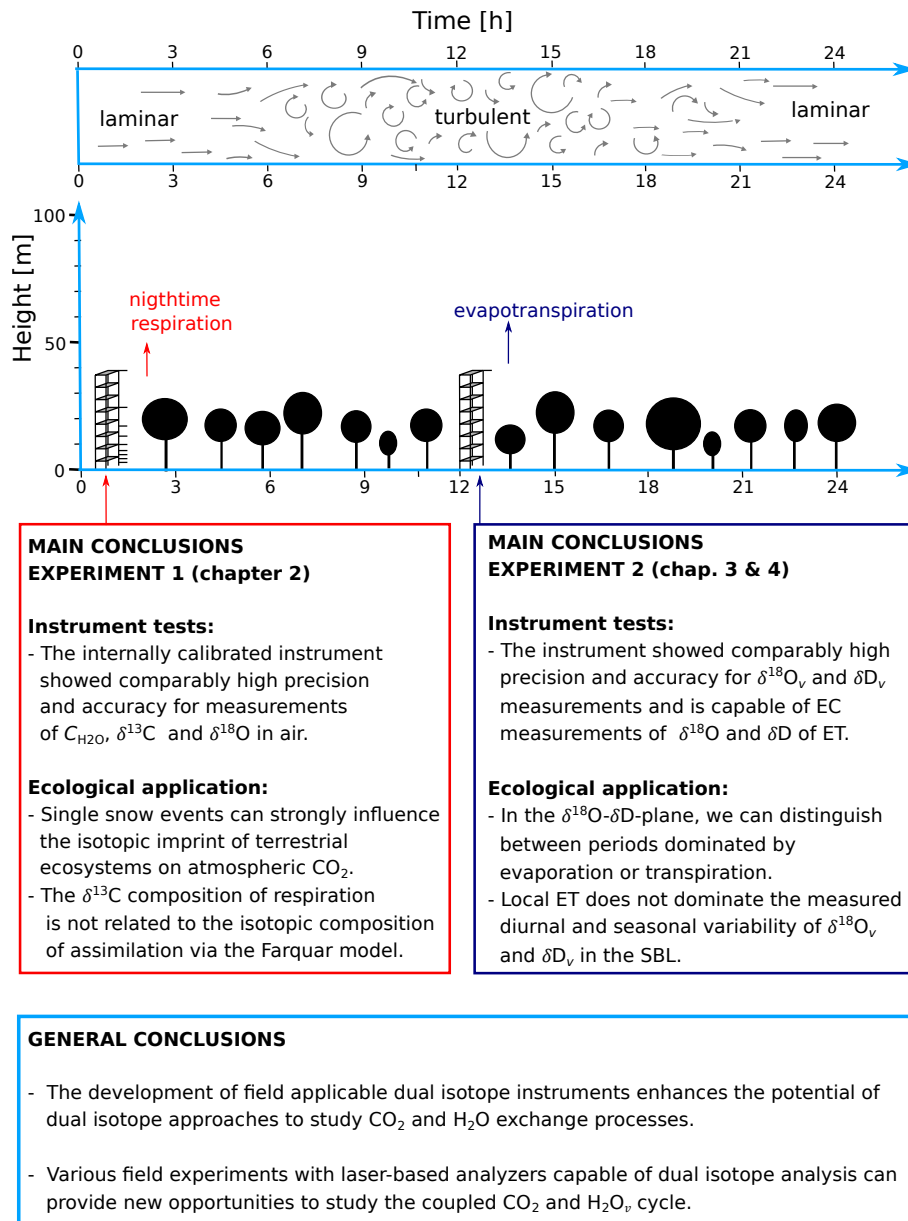 Time [h]
0 3 6 9 12 15 18 21 24
laminar turbulent laminar
0 3 6 9 12 15 18 21 24
Height [m]
100
50
0
nigthtime
respiration
evapotranspiration
0 3 6 9 12 15 18 21 24
MAIN CONCLUSIONS
EXPERIMENT 1 (chapter 2)
Instrument tests:
- The internally calibrated instrument
showed comparably high precision
and accuracy for measurements
of C_H2O, δ¹³C and δ¹⁸O in air.
Ecological application:
- Single snow events can strongly influence
the isotopic imprint of terrestrial
ecosystems on atmospheric CO₂.
- The δ¹³C composition of respiration
is not related to the isotopic composition
of assimilation via the Farquar model.
MAIN CONCLUSIONS
EXPERIMENT 2 (chap. 3 & 4)
Instrument tests:
- The instrument showed comparably high
precision and accuracy for δ¹⁸Oᵥ and δDᵥ
measurements and is capable of EC
measurements of δ¹⁸O and δD of ET.
Ecological application:
- In the δ¹⁸O-δD-plane, we can distinguish
between periods dominated by
evaporation or transpiration.
- Local ET does not dominate the measured
diurnal and seasonal variability of δ¹⁸Oᵥ
and δDᵥ in the SBL.
GENERAL CONCLUSIONS
- The development of field applicable dual isotope instruments enhances the potential of
dual isotope approaches to study CO₂ and H₂O exchange processes.
- Various field experiments with laser-based analyzers capable of dual isotope analysis can
provide new opportunities to study the coupled CO₂ and H₂Oᵥ cycle.